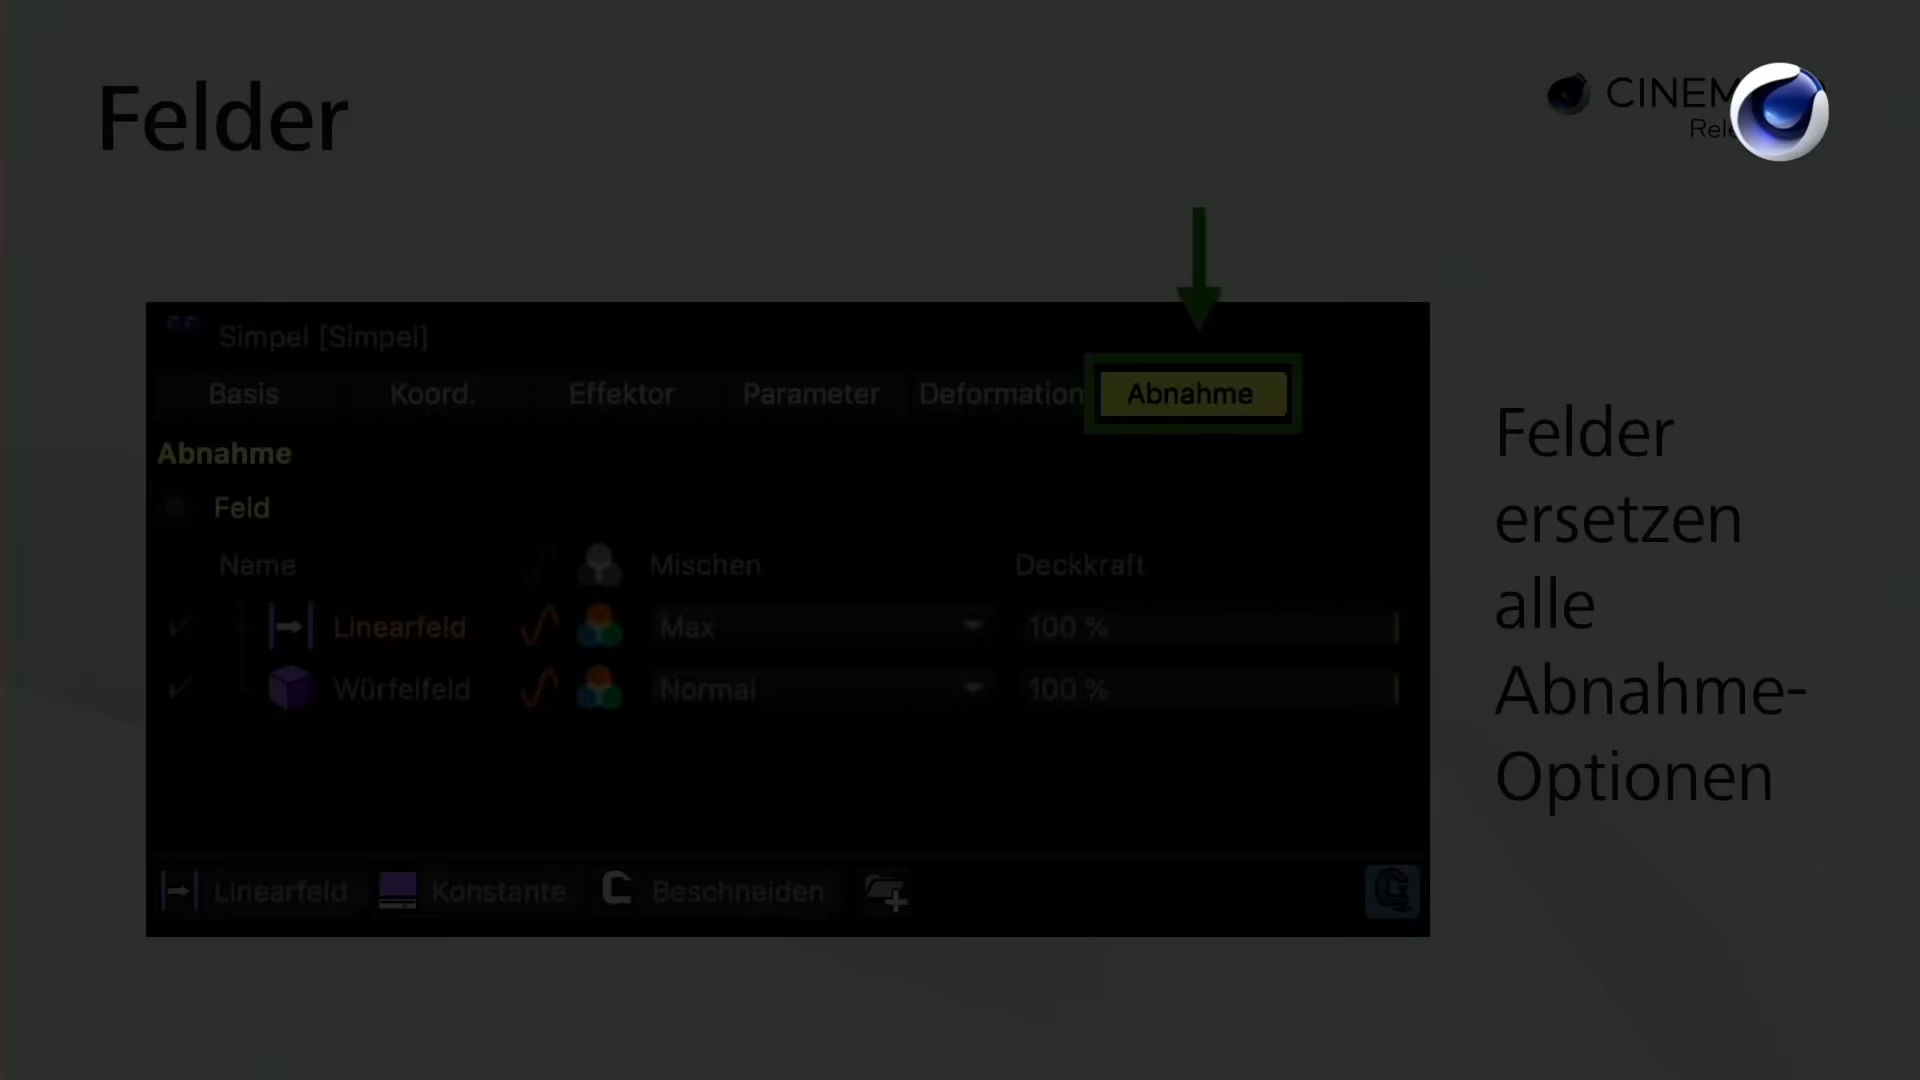 Felder
CINEM
Rele
Simpel [Simpel]
Basis Koord. Effektor Parameter Deformation Abnahme
Abnahme
Feld
Name Mischen Deckkraft
Linearfeld Max 100 %
Würfelfeld Normal 100 %
Linearfeld Konstante Beschneiden
Felder
ersetzen
alle
Abnahme-
Optionen